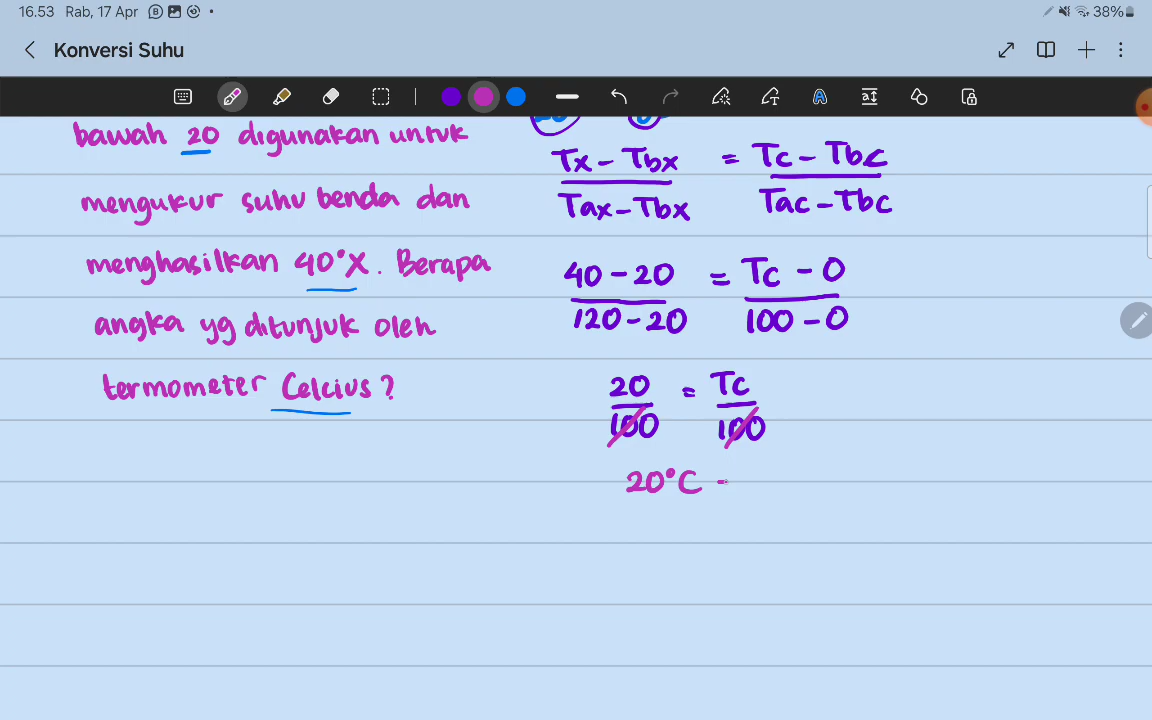 16.53 Rab, 17 Apr 38%
Konversi Suhu
bawah 20 digunakan untuk
mengukur suhu benda dan
menghasilkan 40°X. Berapa
angka yg ditunjuk oleh
termometer Celcius?
Tx - Tbx = Tc - Tbc
Tax - Tbx Tac - Tbc
40 - 20 = Tc - 0
120 - 20 100 - 0
20 = Tc
100 100
20°C -